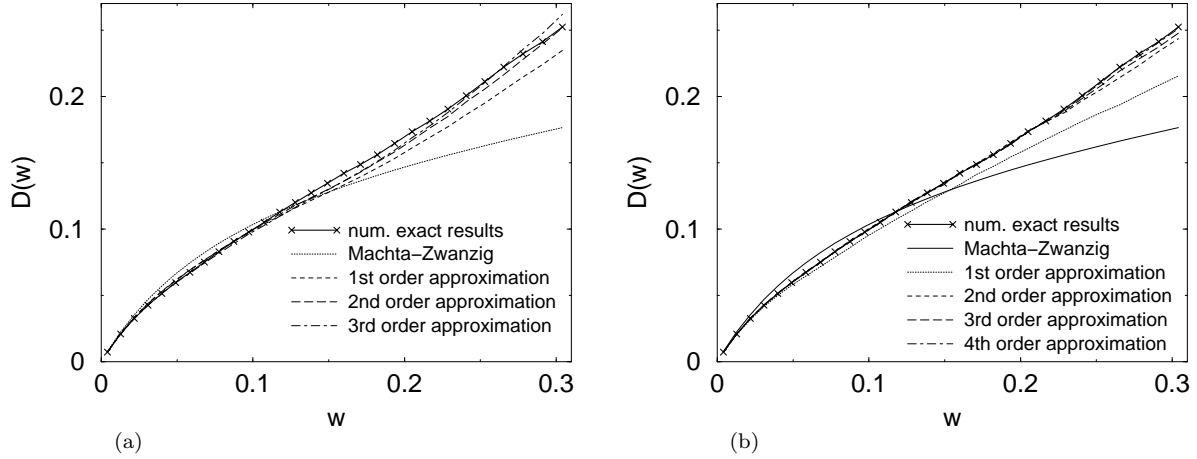 D(w)
0.2
0.1
0
num. exact results
Machta−Zwanzig
1st order approximation
2nd order approximation
3rd order approximation
0
0.1
0.2
0.3
w
(a)
D(w)
0.2
0.1
0
num. exact results
Machta−Zwanzig
1st order approximation
2nd order approximation
3rd order approximation
4th order approximation
0
0.1
0.2
0.3
w
(b)